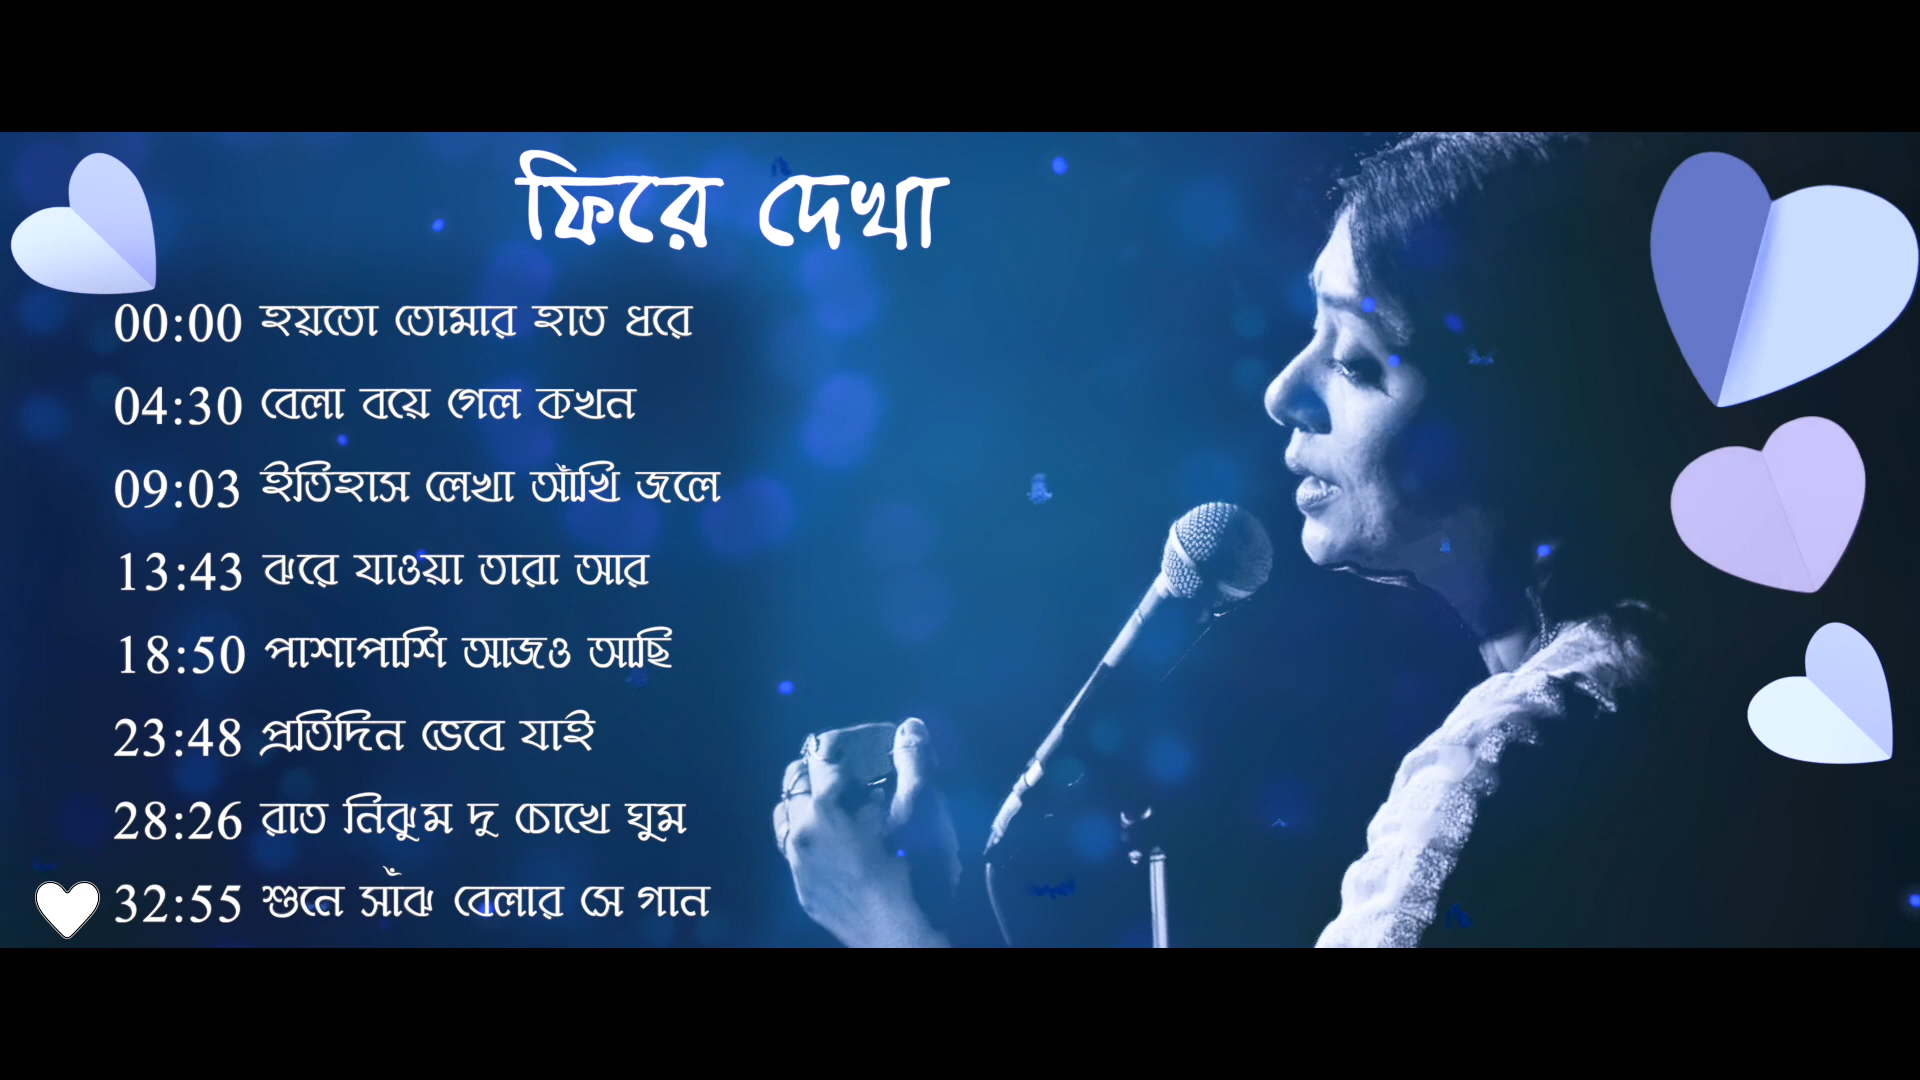 ফিরে দেখা
00:00 হয়তো তোমার হাত ধরে
04:30 বেলা বয়ে গেল কখন
09:03 ইতিহাস লেখা আঁখি জলে
13:43 ঝরে যাওয়া তারা আর
18:50 পাশাপাশি আজও আছি
23:48 প্রতিদিন ভেবে যাই
28:26 রাত নিঝুম দু চোখে ঘুম
32:55 শুনে সাঁঝ বেলার সে গান